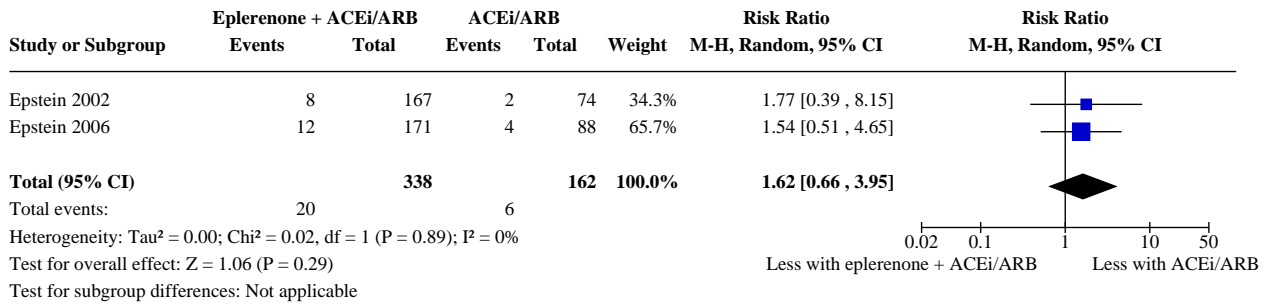 Eplerenone + ACEi/ARB ACEi/ARB Risk Ratio Risk Ratio
Study or Subgroup Events Total Events Total Weight M-H, Random, 95% CI M-H, Random, 95% CI
Epstein 2002 8 167 2 74 34.3% 1.77 [0.39 , 8.15]
Epstein 2006 12 171 4 88 65.7% 1.54 [0.51 , 4.65]
Total (95% CI) 338 162 100.0% 1.62 [0.66 , 3.95]
Total events: 20 6
Heterogeneity: Tau² = 0.00; Chi² = 0.02, df = 1 (P = 0.89); I² = 0%
0.02 0.1 1 10 50
Test for overall effect: Z = 1.06 (P = 0.29)
Less with eplerenone + ACEi/ARB Less with ACEi/ARB
Test for subgroup differences: Not applicable